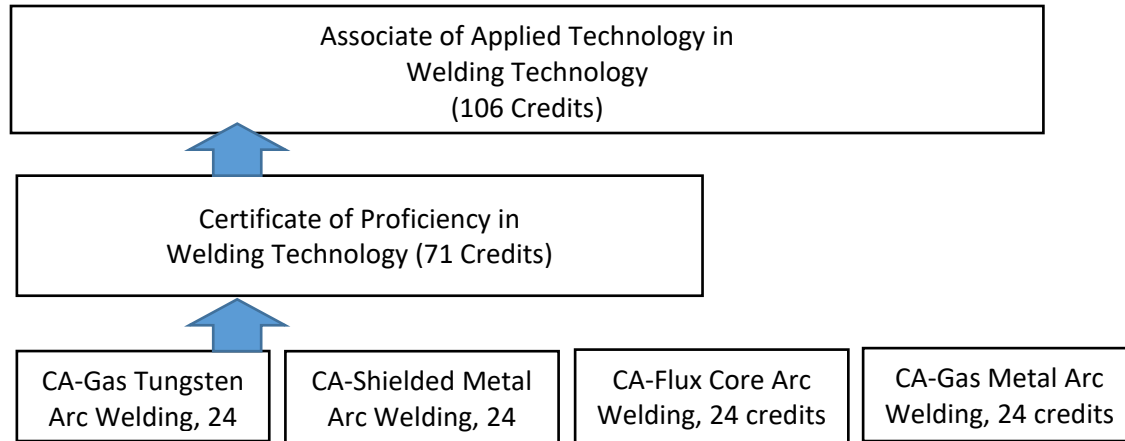 Associate of Applied Technology in
Welding Technology
(106 Credits)
Certificate of Proficiency in
Welding Technology (71 Credits)
CA-Gas Tungsten
Arc Welding, 24
CA-Shielded Metal
Arc Welding, 24
CA-Flux Core Arc
Welding, 24 credits
CA-Gas Metal Arc
Welding, 24 credits